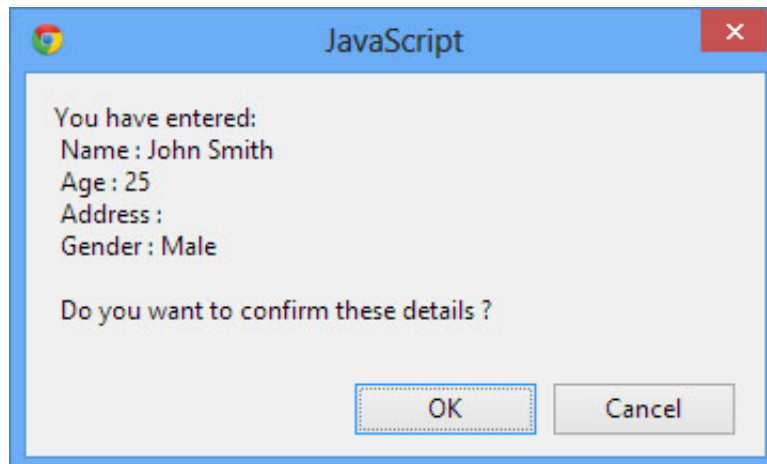 JavaScript
You have entered:
Name : John Smith
Age : 25
Address :
Gender : Male
Do you want to confirm these details ?
OK
Cancel